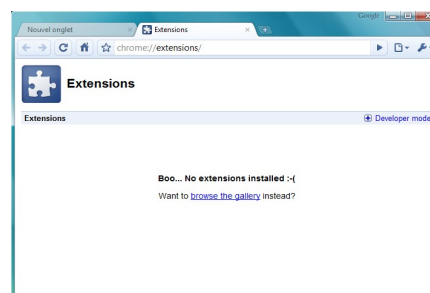 Google
Nouvel onglet
Extensions
chrome://extensions/
Extensions
Extensions
Developer mode
Boo... No extensions installed :-(
Want to browse the gallery instead?